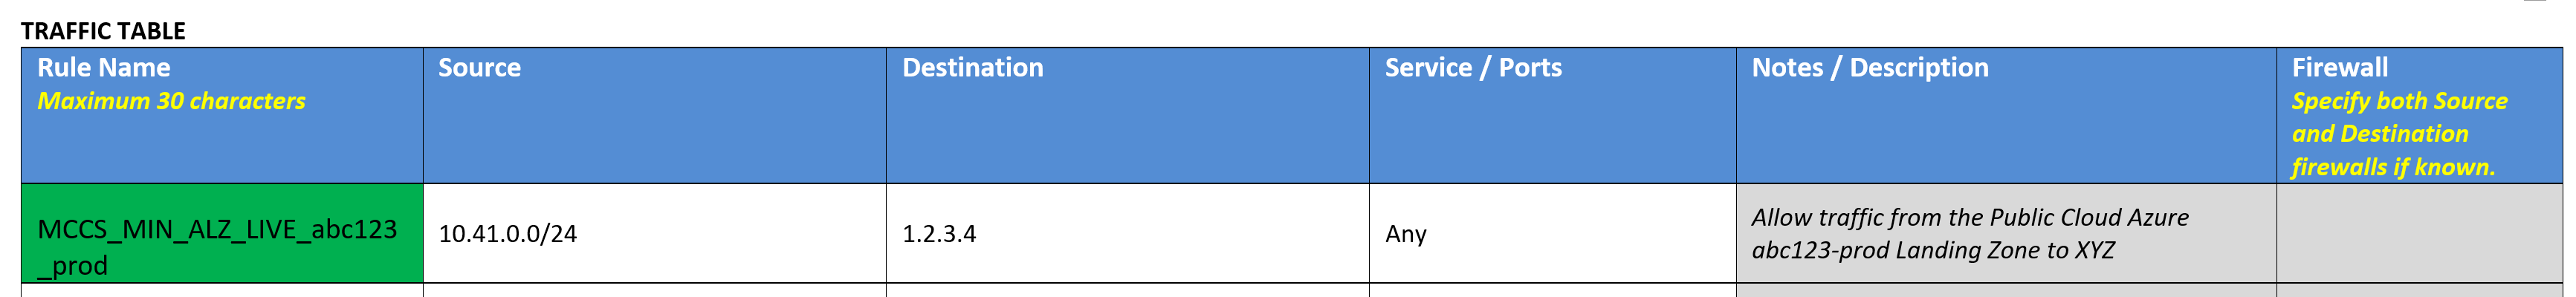 TRAFFIC TABLE
Rule Name
Maximum 30 characters
Source
Destination
Service / Ports
Notes / Description
Firewall
Specify both Source
and Destination
firewalls if known.
MCCS_MIN_ALZ_LIVE_abc123
_prod
10.41.0.0/24
1.2.3.4
Any
Allow traffic from the Public Cloud Azure
abc123-prod Landing Zone to XYZ